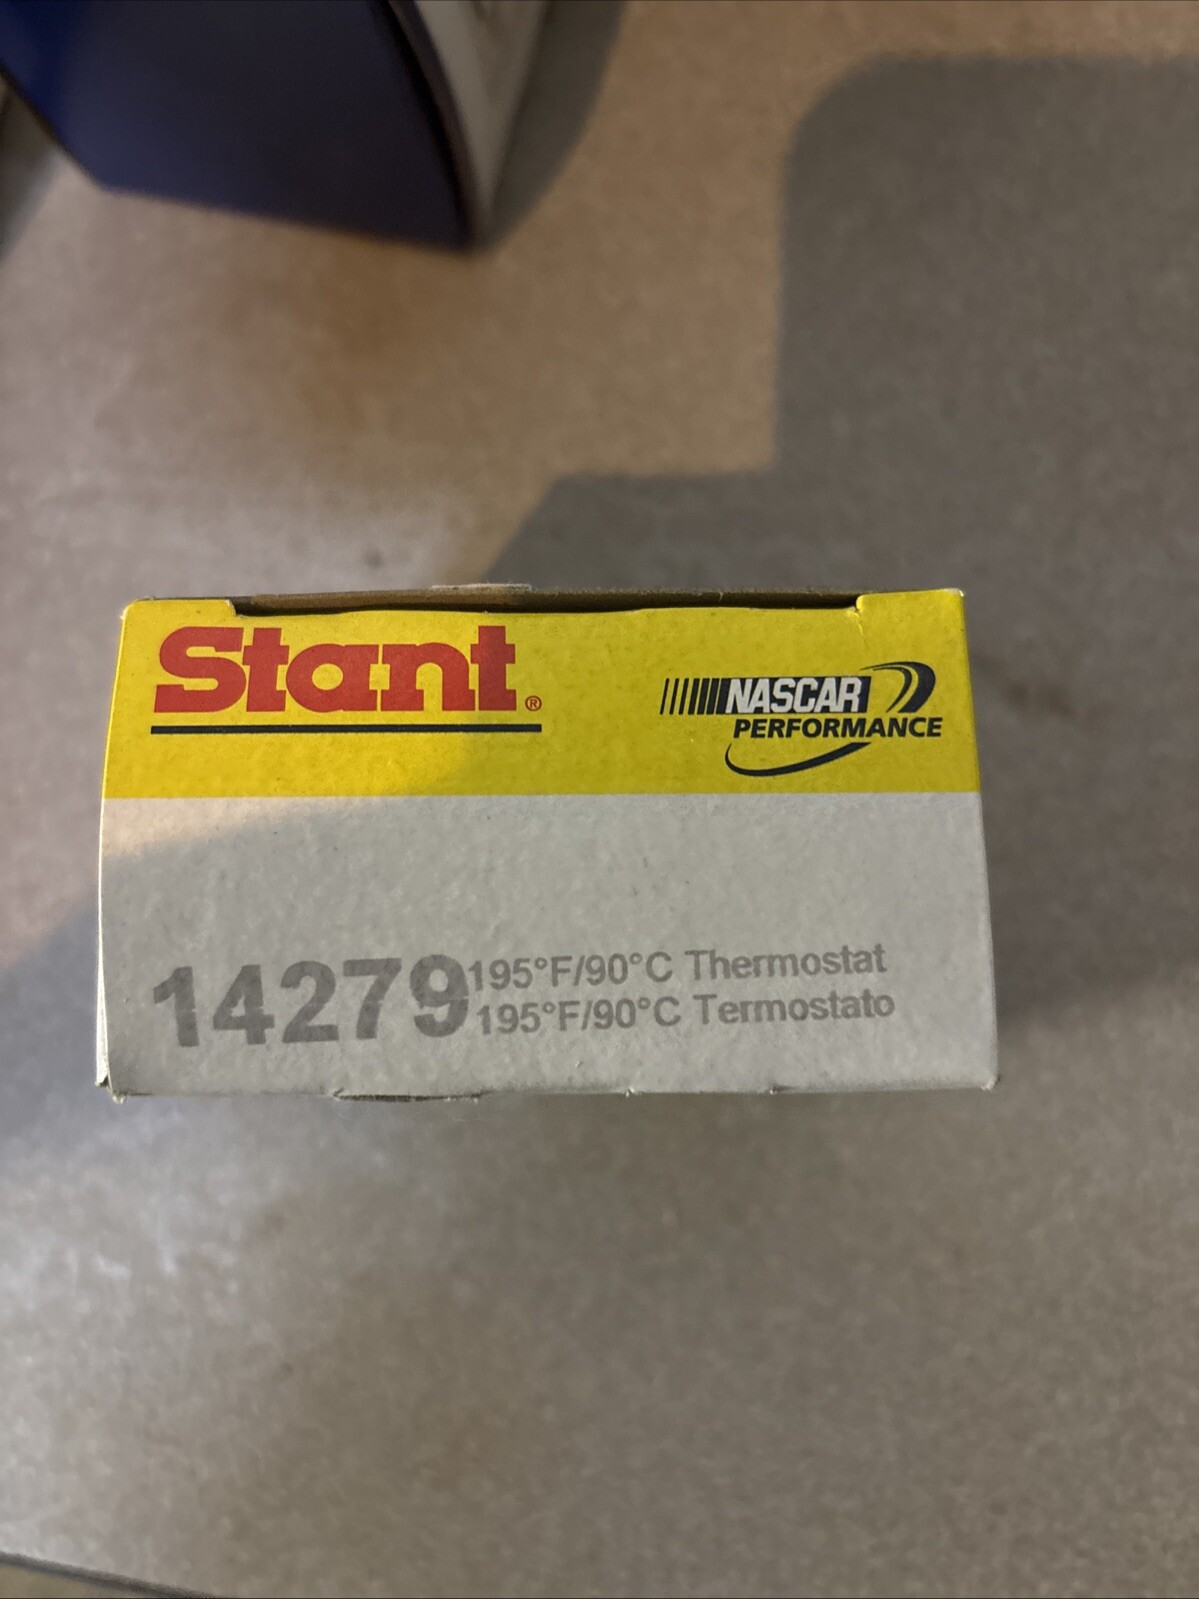 Stant®
NASCAR
PERFORMANCE
14279 195°F/90°C Thermostat
195°F/90°C Termostato